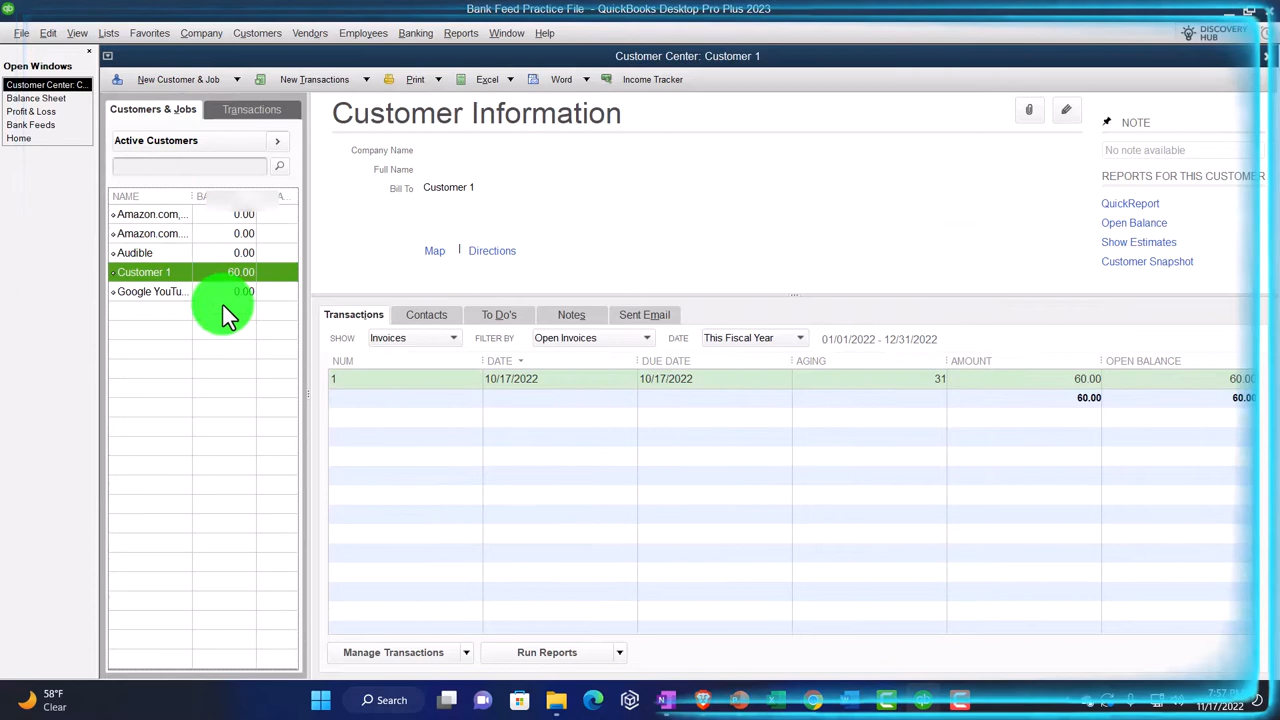 Bank Feed Practice File - QuickBooks Desktop Pro Plus 2023
File Edit View Lists Favorites Company Customers Vendors Employees Banking Reports Window Help
DISCOVERY HUB
Open Windows
Customer Center: C...
Balance Sheet
Profit & Loss
Bank Feeds
Home
Customer Center: Customer 1
New Customer & Job New Transactions Print Excel Word Income Tracker
Customers & Jobs Transactions
Active Customers
NAME BA A...
Amazon.com,... 0.00
Amazon.com.... 0.00
Audible 0.00
Customer 1 60.00
Google YouTu... 0.00
Customer Information
Company Name
Full Name
Bill To Customer 1
Map Directions
NOTE
No note available
REPORTS FOR THIS CUSTOMER
QuickReport
Open Balance
Show Estimates
Customer Snapshot
Transactions Contacts To Do's Notes Sent Email
SHOW Invoices FILTER BY Open Invoices DATE This Fiscal Year 01/01/2022 - 12/31/2022
NUM DATE DUE DATE AGING AMOUNT OPEN BALANCE
1 10/17/2022 10/17/2022 31 60.00 60.00
60.00 60.00
Manage Transactions Run Reports
58°F
Clear
Search
7:57 PM
11/17/2022